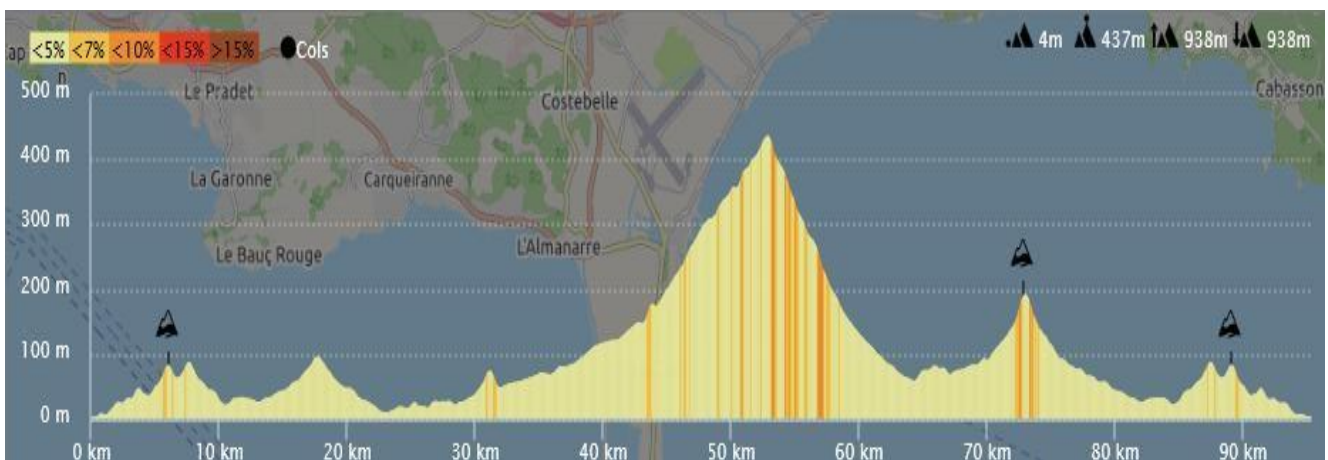 ap <5% <7% <10% <15% >15% Cols 4m 437m 938m 938m
n
Le Pradet
Cabasson
500 m
Costebelle
400 m
La Garonne
Carqueiranne
300 m
Le Bauç Rouge
L'Almanarre
200 m
100 m
0 m
0 km 10 km 20 km 30 km 40 km 50 km 60 km 70 km 80 km 90 km